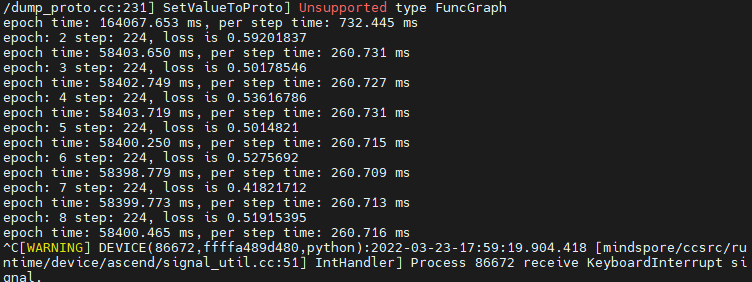 /dump_proto.cc:231] SetValueToProto] Unsupported type FuncGraph
epoch time: 164067.653 ms, per step time: 732.445 ms
epoch: 2 step: 224, loss is 0.59201837
epoch time: 58403.650 ms, per step time: 260.731 ms
epoch: 3 step: 224, loss is 0.50178546
epoch time: 58402.749 ms, per step time: 260.727 ms
epoch: 4 step: 224, loss is 0.53616786
epoch time: 58403.719 ms, per step time: 260.731 ms
epoch: 5 step: 224, loss is 0.5014821
epoch time: 58400.250 ms, per step time: 260.715 ms
epoch: 6 step: 224, loss is 0.5275692
epoch time: 58398.779 ms, per step time: 260.709 ms
epoch: 7 step: 224, loss is 0.41821712
epoch time: 58399.773 ms, per step time: 260.713 ms
epoch: 8 step: 224, loss is 0.51915395
epoch time: 58400.465 ms, per step time: 260.716 ms
^C[WARNING] DEVICE(86672,ffffa489d480,python):2022-03-23-17:59:19.904.418 [mindspore/ccsrc/ru
ntime/device/ascend/signal_util.cc:51] IntHandler] Process 86672 receive KeyboardInterrupt si
gnal.